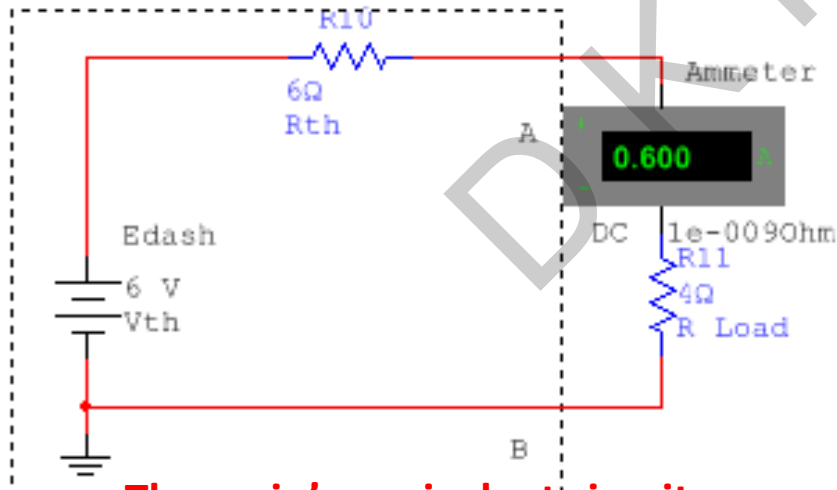 R10
6Ω
Rth
Ammeter
A
+
0.600 A
-
DC 1e-009Ohm
Edash
6 V
Vth
R11
4Ω
R Load
B